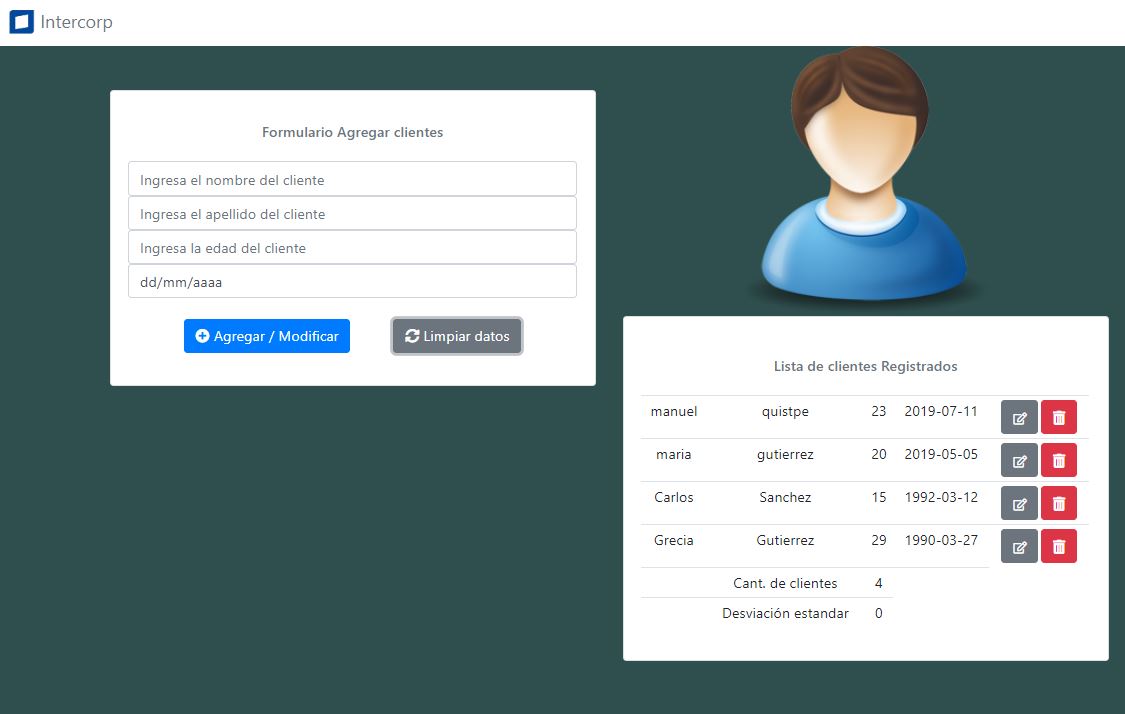 Intercorp
Formulario Agregar clientes
Ingresa el nombre del cliente
Ingresa el apellido del cliente
Ingresa la edad del cliente
dd/mm/aaaa
Agregar / Modificar Limpiar datos
Lista de clientes Registrados
manuel quistpe 23 2019-07-11
maria gutierrez 20 2019-05-05
Carlos Sanchez 15 1992-03-12
Grecia Gutierrez 29 1990-03-27
Cant. de clientes 4
Desviación estandar 0